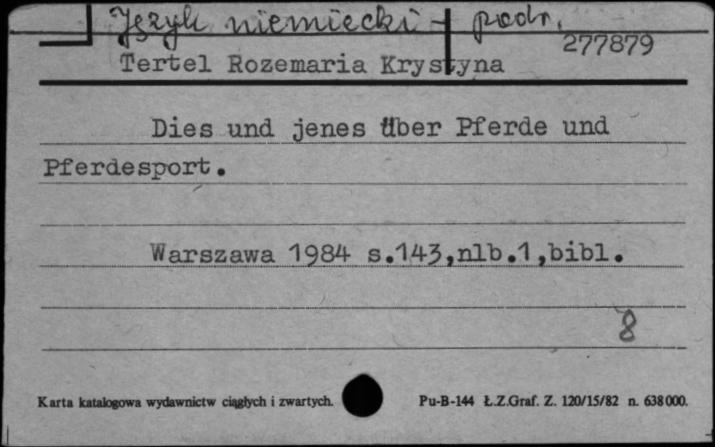 Język niemiecki - podr.
277879
Tertel Rozemaria Krystyna
Dies und jenes über Pferde und
Pferdesport.
Warszawa 1984 s.143,nlb.1,bibl.
8
Karta katalogowa wydawnictw ciągłych i zwartych. Pu-B-144 Ł.Z.Graf. Z. 120/15/82 n. 638000.